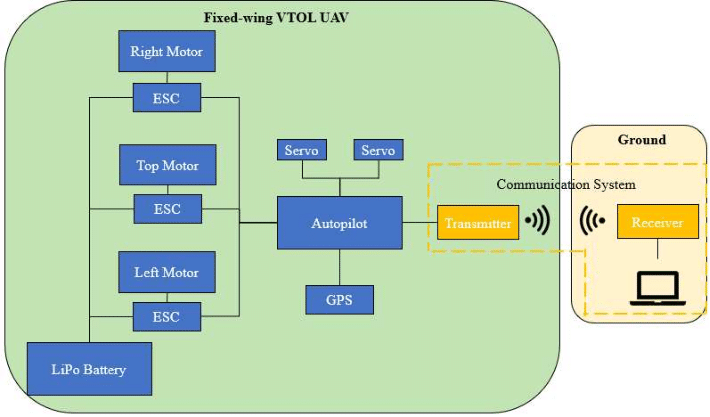 Fixed-wing VTOL UAV
Right Motor
ESC
Top Motor
ESC
Left Motor
ESC
LiPo Battery
Servo
Servo
Autopilot
GPS
Communication System
Transmitter
Ground
Receiver